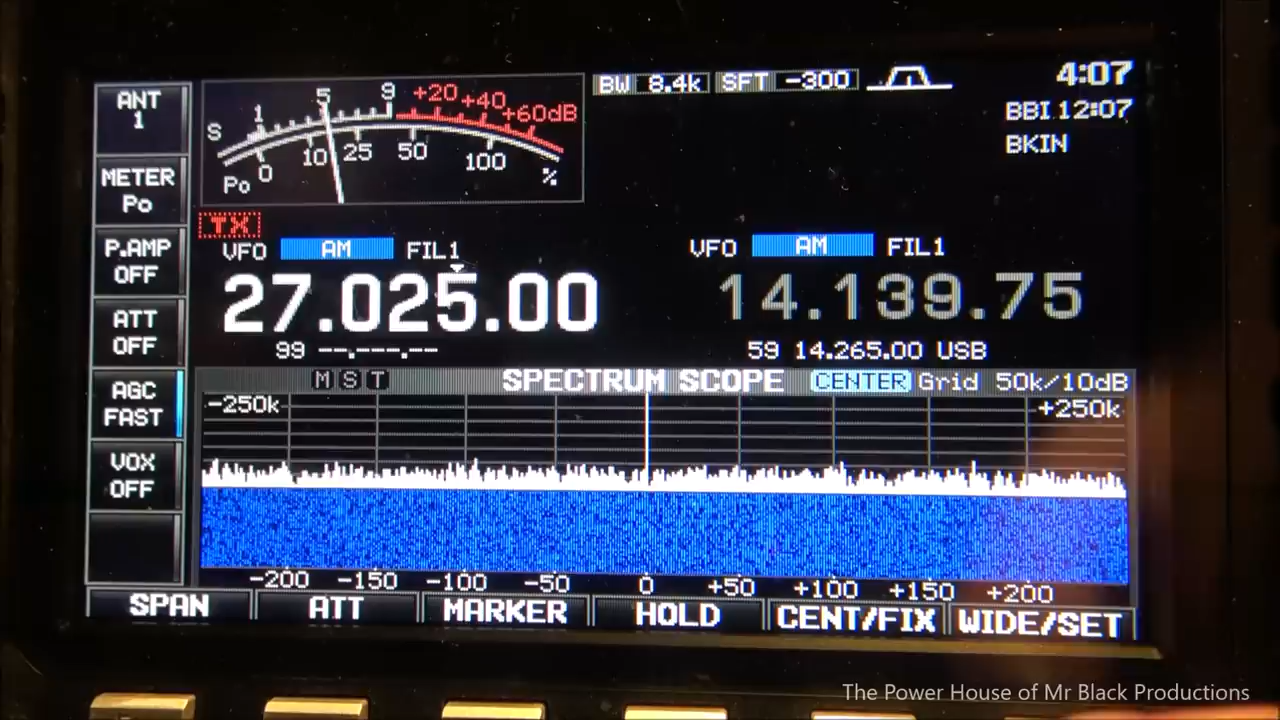 ANT
1
METER
Po
P.AMP
OFF
ATT
OFF
AGC
FAST
VOX
OFF
S 1 5 9 +20 +40 +60dB
Po 0 10 25 50 100 %
BW 8.4k SFT -300
4:07
BBI 12:07
BKIN
TX
VFO AM FIL1
27.025.00
99 --.---.--
VFO AM FIL1
14.139.75
59 14.265.00 USB
M S T SPECTRUM SCOPE CENTER Grid 50k/10dB
-250k +250k
-200 -150 -100 -50 0 +50 +100 +150 +200
SPAN ATT MARKER HOLD CENT/FIX WIDE/SET
The Power House of Mr Black Productions